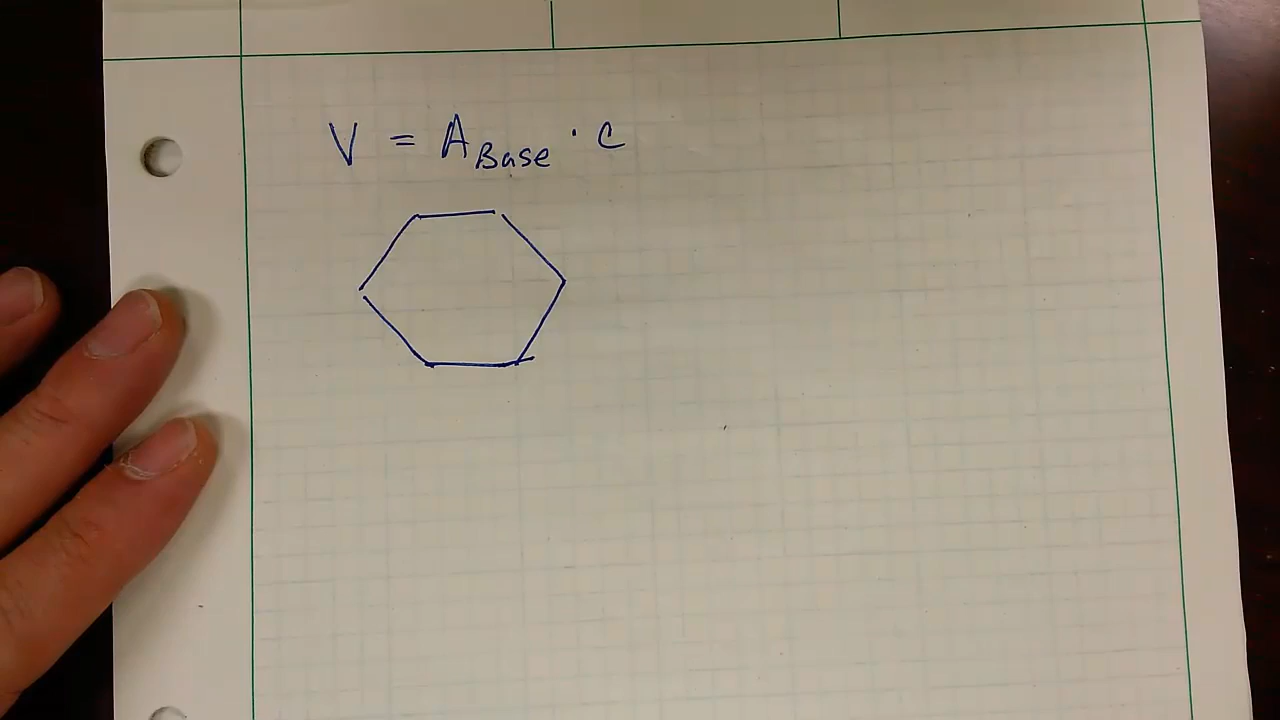 V = A_Base · c